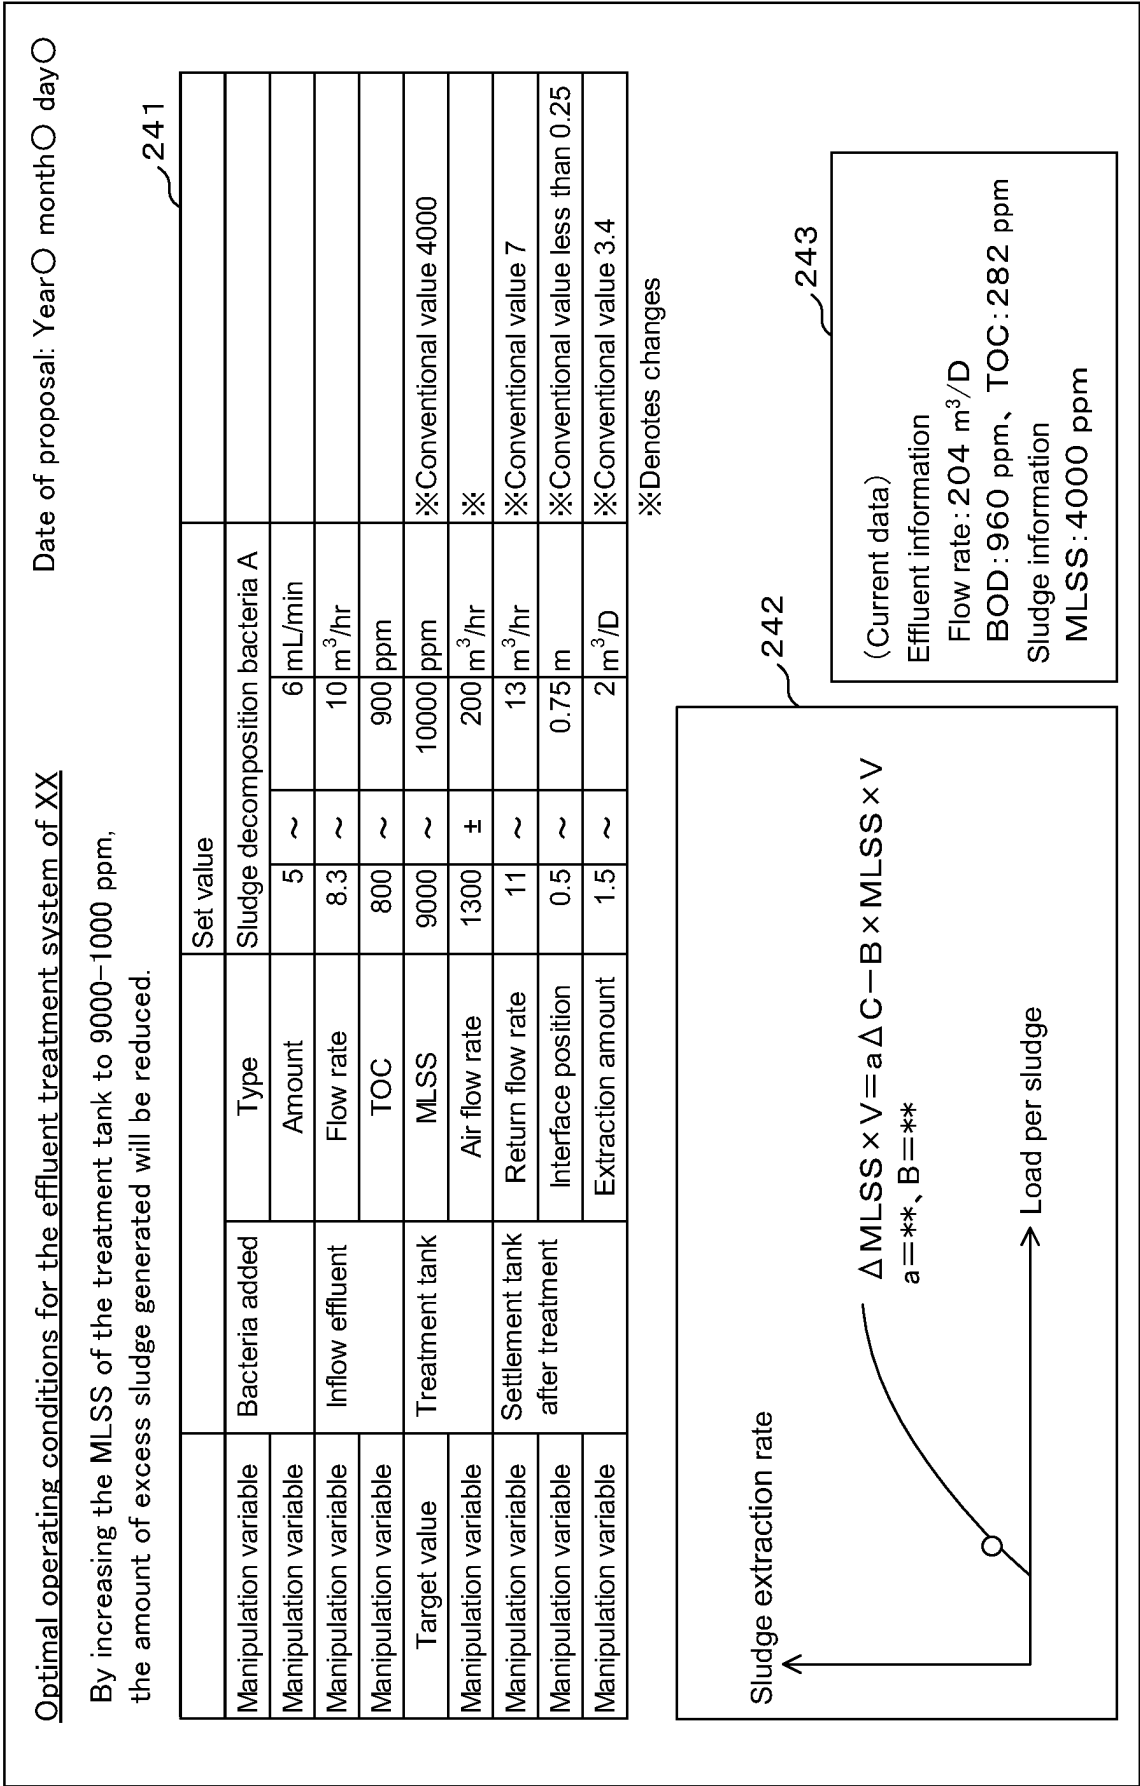 Optimal operating conditions for the effluent treatment system of XX
Date of proposal: Year○ month○ day○
By increasing the MLSS of the treatment tank to 9000–1000 ppm,
the amount of excess sludge generated will be reduced.
241
Set value
Manipulation variable Bacteria added Type Sludge decomposition bacteria A
Manipulation variable Amount 5 ~ 6 mL/min
Manipulation variable Inflow effluent Flow rate 8.3 ~ 10 m³/hr
Manipulation variable TOC 800 ~ 900 ppm
Target value Treatment tank MLSS 9000 ~ 10000 ppm ※Conventional value 4000
Manipulation variable Air flow rate 1300 ± 200 m³/hr ※
Manipulation variable Settlement tank after treatment Return flow rate 11 ~ 13 m³/hr ※Conventional value 7
Manipulation variable Interface position 0.5 ~ 0.75 m ※Conventional value less than 0.25
Manipulation variable Extraction amount 1.5 ~ 2 m³/D ※Conventional value 3.4
※Denotes changes
242
Sludge extraction rate
ΔMLSS×V=aΔC−B×MLSS×V
a=**、B=**
Load per sludge
243
(Current data)
Effluent information
Flow rate:204 m³/D
BOD:960 ppm、TOC:282 ppm
Sludge information
MLSS:4000 ppm